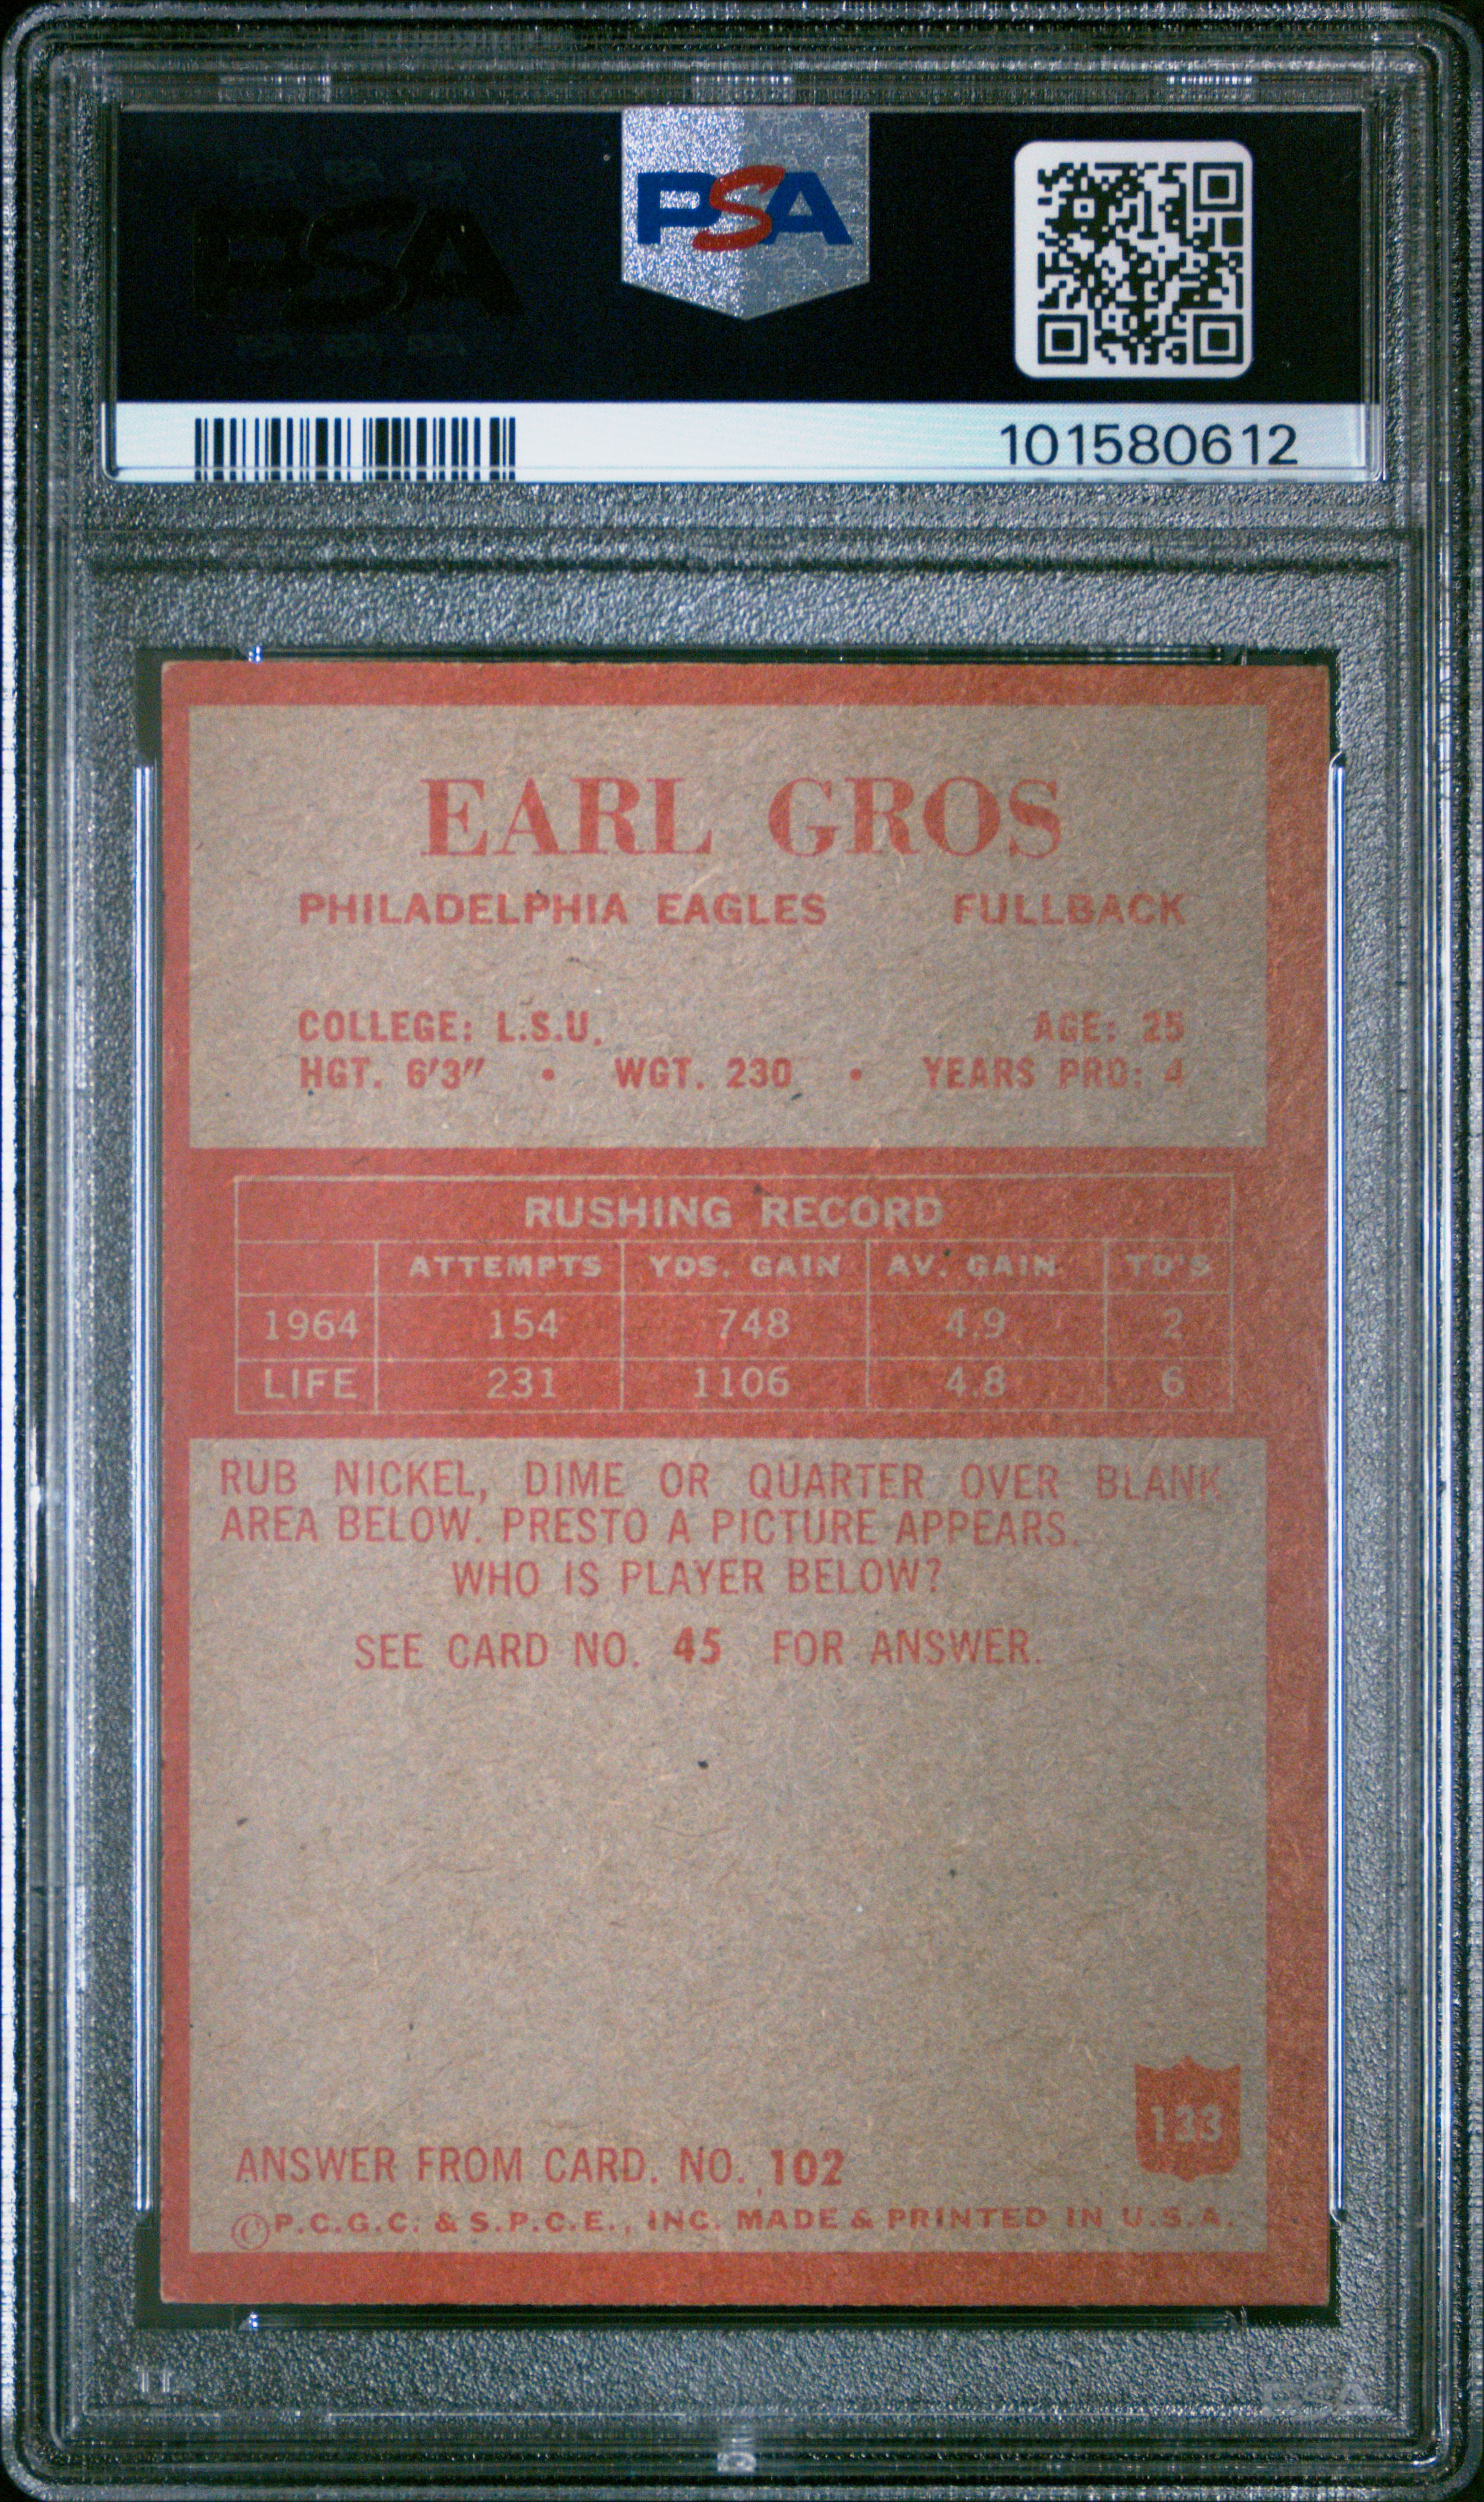 PSA
101580612
EARL GROS
PHILADELPHIA EAGLES FULLBACK
COLLEGE: L.S.U. AGE: 25
HGT. 6'3" • WGT. 230 • YEARS PRO: 4
RUSHING RECORD
ATTEMPTS YDS. GAIN AV. GAIN TD'S
1964 154 748 4.9 2
LIFE 231 1106 4.8 6
RUB NICKEL, DIME OR QUARTER OVER BLANK
AREA BELOW. PRESTO A PICTURE APPEARS.
WHO IS PLAYER BELOW?
SEE CARD NO. 45 FOR ANSWER.
133
ANSWER FROM CARD. NO. 102
©P.C.G.C. & S.P.C.E., INC. MADE & PRINTED IN U.S.A.
PSA